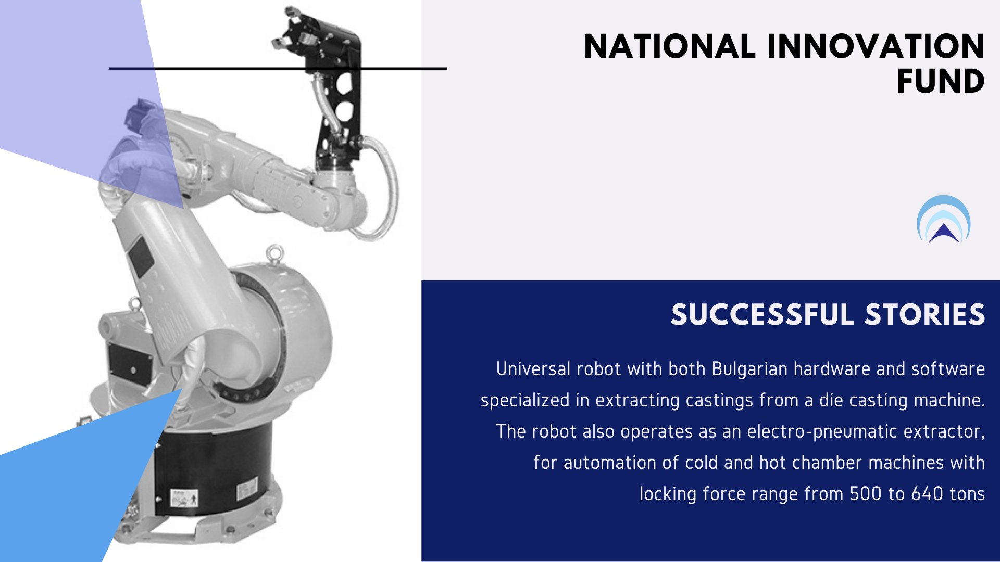 NATIONAL INNOVATION
FUND
SUCCESSFUL STORIES
Universal robot with both Bulgarian hardware and software
specialized in extracting castings from a die casting machine.
The robot also operates as an electro-pneumatic extractor,
for automation of cold and hot chamber machines with
locking force range from 500 to 640 tons